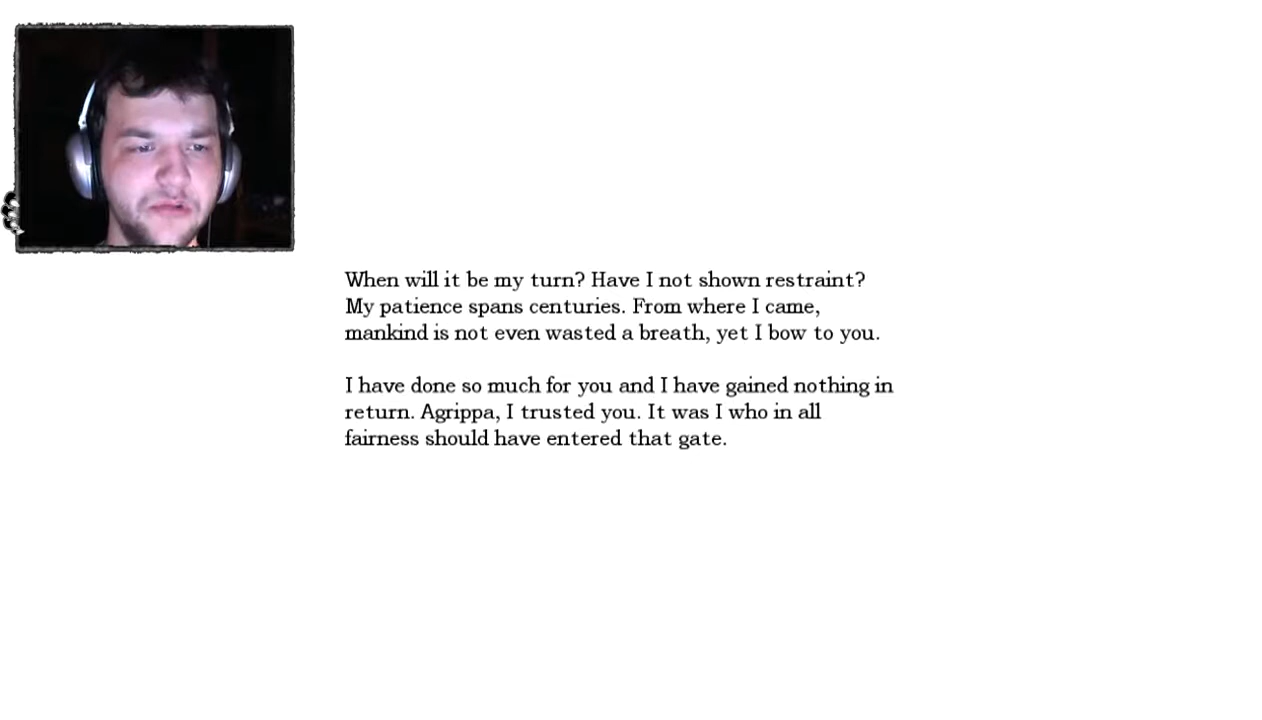 When will it be my turn? Have I not shown restraint?
My patience spans centuries. From where I came,
mankind is not even wasted a breath, yet I bow to you.
I have done so much for you and I have gained nothing in
return. Agrippa, I trusted you. It was I who in all
fairness should have entered that gate.